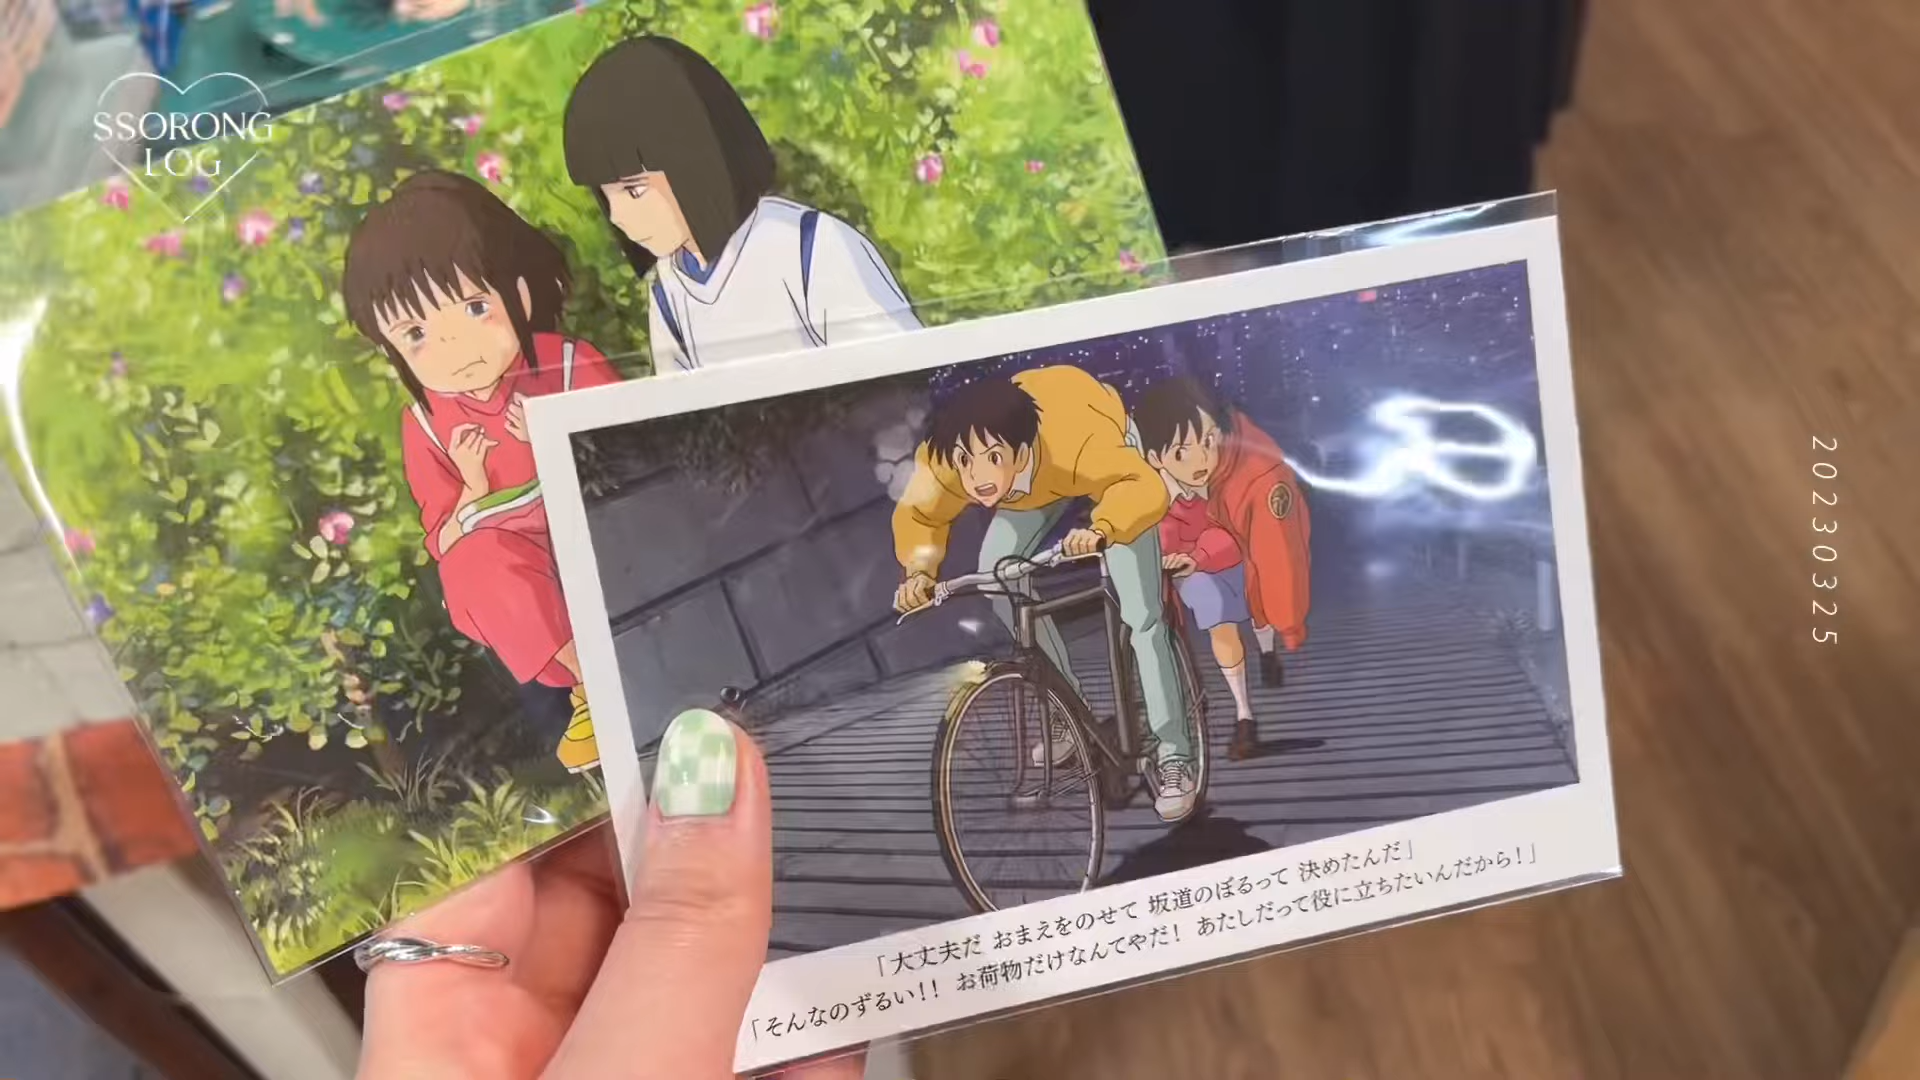 SSORONG
LOG
20230325
「大丈夫だ おまえをのせて 坂道のぼるって 決めたんだ」
「そんなのずるい!! お荷物だけなんてやだ! あたしだって役に立ちたいんだから!」